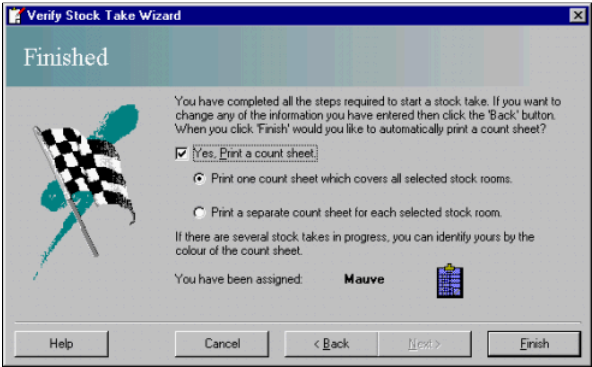 Verify Stock Take Wizard
Finished
You have completed all the steps required to start a stock take. If you want to
change any of the information you have entered then click the 'Back' button.
When you click 'Finish' would you like to automatically print a count sheet?
Yes, Print a count sheet.
Print one count sheet which covers all selected stock rooms.
Print a separate count sheet for each selected stock room.
If there are several stock takes in progress, you can identify yours by the
colour of the count sheet.
You have been assigned: Mauve
Help Cancel < Back Next > Finish